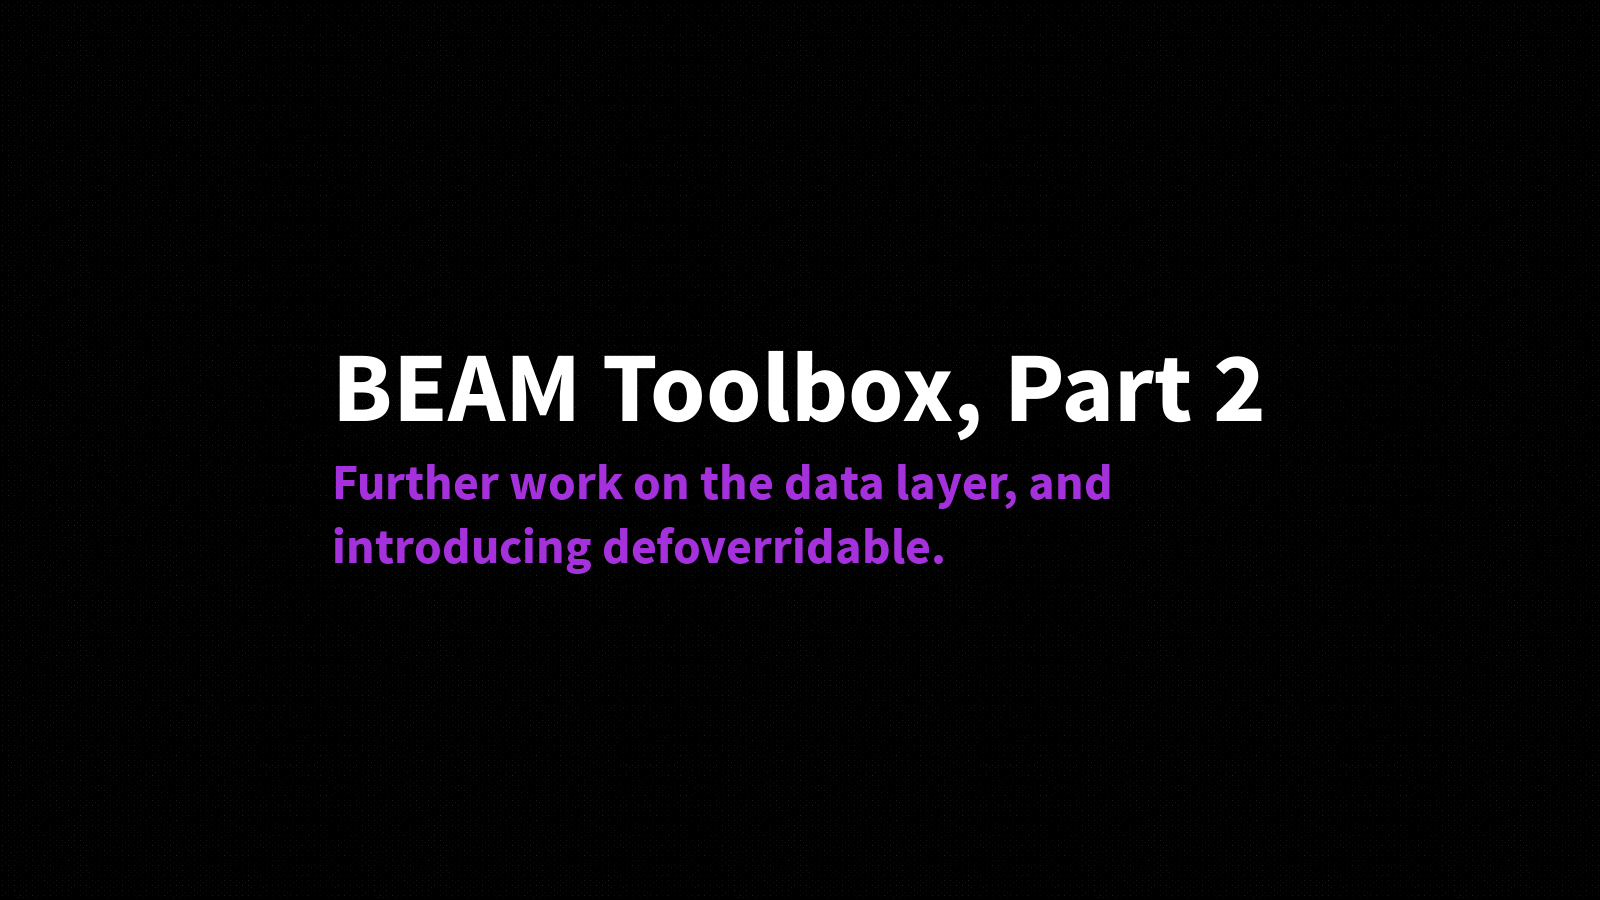 BEAM Toolbox, Part 2
Further work on the data layer, and
introducing defoverridable.